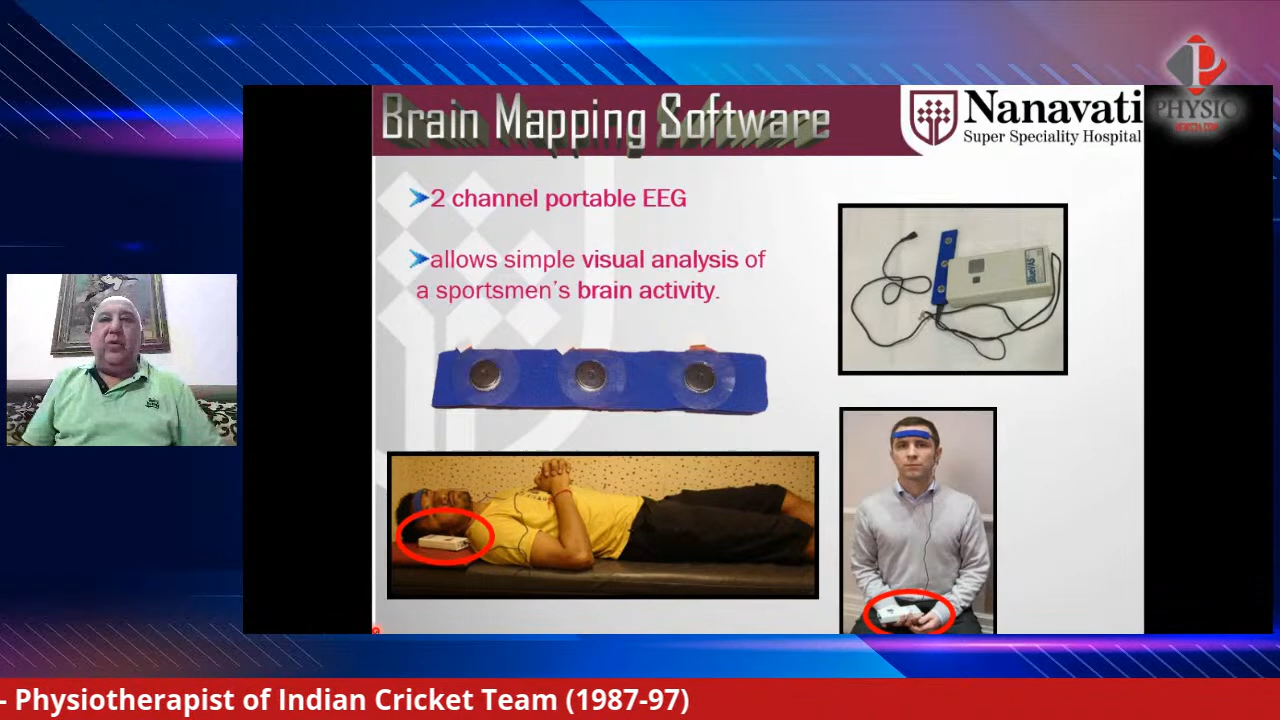 Brain Mapping Software
Nanavati
Super Speciality Hospital
PHYSIO
➤2 channel portable EEG
➤allows simple visual analysis of
a sportsmen's brain activity.
BlueVAS
- Physiotherapist of Indian Cricket Team (1987-97)